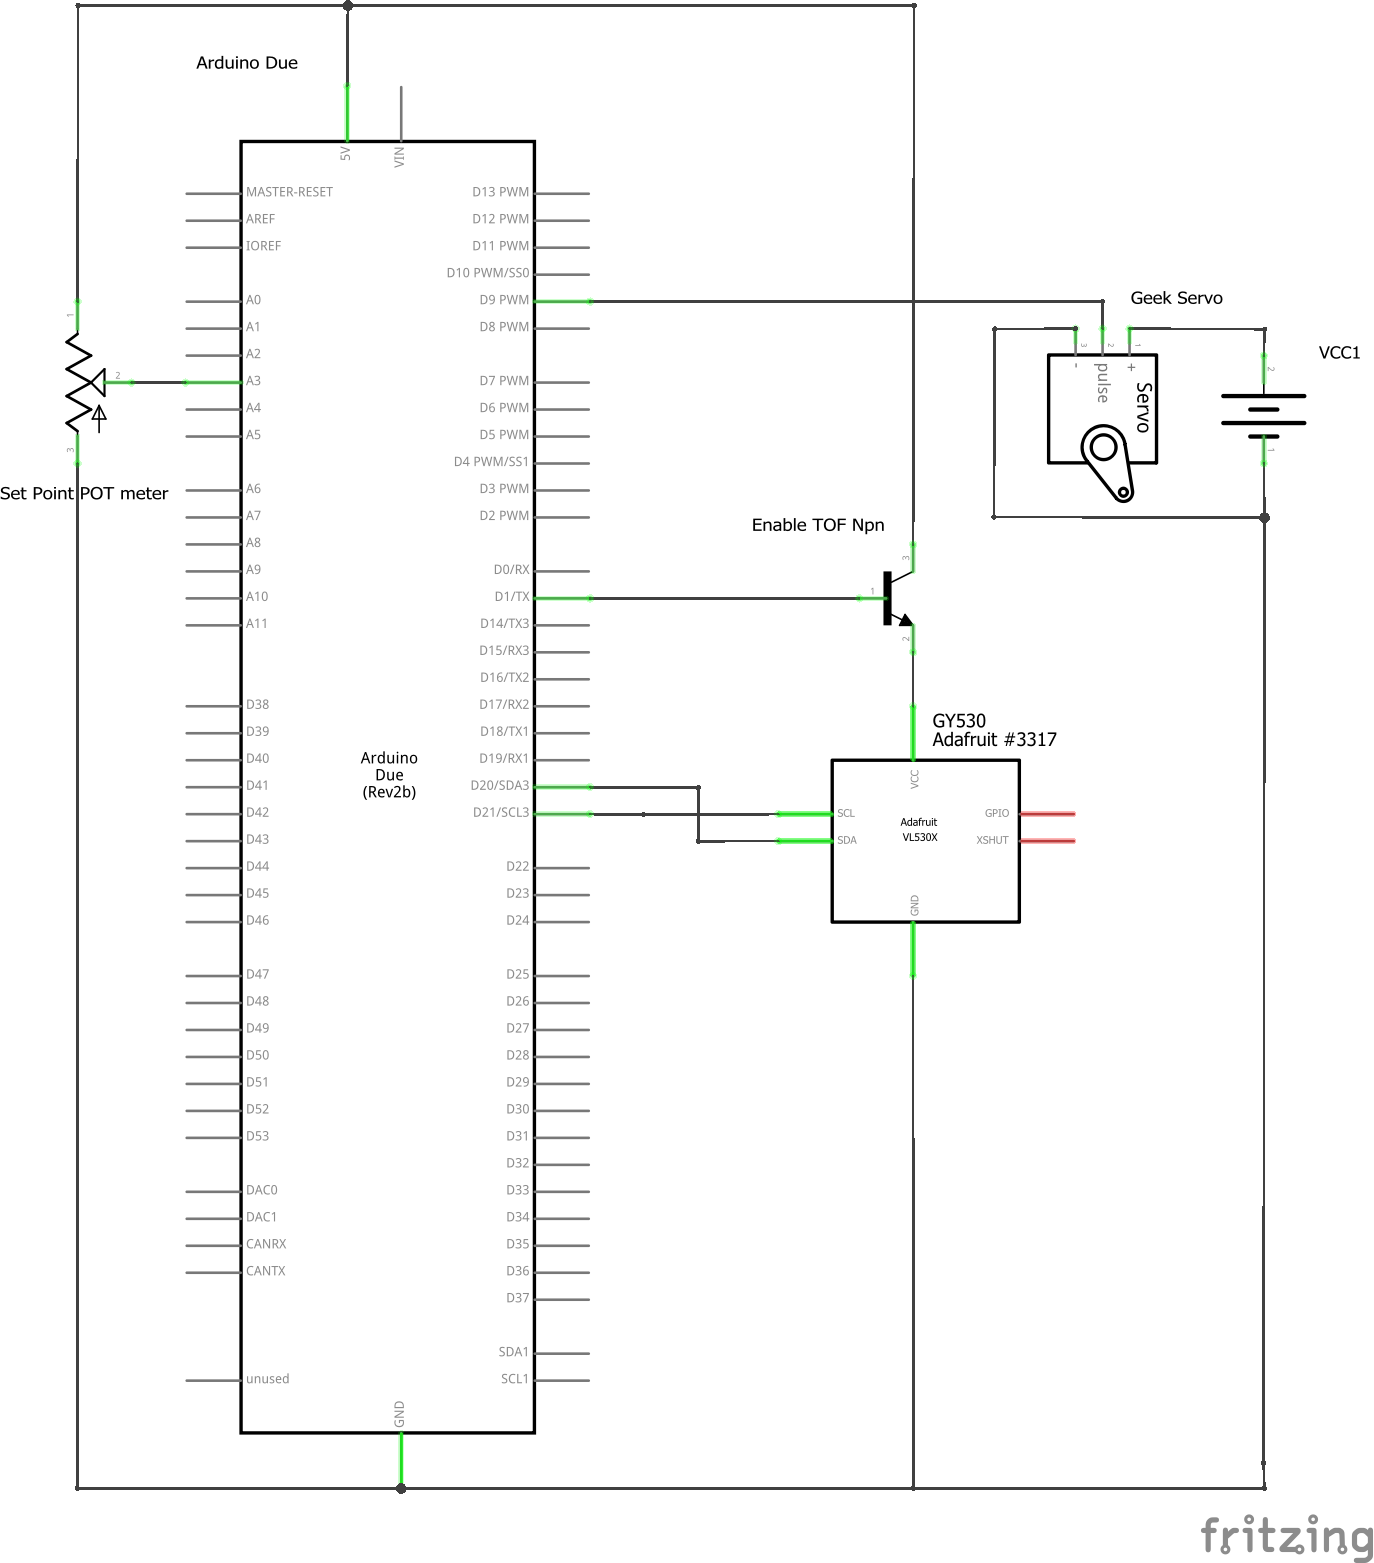 Arduino Due
5V
VIN
MASTER-RESET
AREF
IOREF
A0
A1
A2
A3
A4
A5
A6
A7
A8
A9
A10
A11
D38
D39
D40
D41
D42
D43
D44
D45
D46
D47
D48
D49
D50
D51
D52
D53
DAC0
DAC1
CANRX
CANTX
unused
D13 PWM
D12 PWM
D11 PWM
D10 PWM/SS0
D9 PWM
D8 PWM
D7 PWM
D6 PWM
D5 PWM
D4 PWM/SS1
D3 PWM
D2 PWM
D0/RX
D1/TX
D14/TX3
D15/RX3
D16/TX2
D17/RX2
D18/TX1
D19/RX1
D20/SDA3
D21/SCL3
D22
D23
D24
D25
D26
D27
D28
D29
D30
D31
D32
D33
D34
D35
D36
D37
SDA1
SCL1
GND
Arduino
Due
(Rev2b)
1
2
3
Set Point POT meter
Geek Servo
3
2
1
-
pulse
+
Servo
VCC1
2
1
Enable TOF Npn
3
1
2
GY530
Adafruit #3317
VCC
SCL
SDA
Adafruit
VL530X
GPIO
XSHUT
GND
fritzing